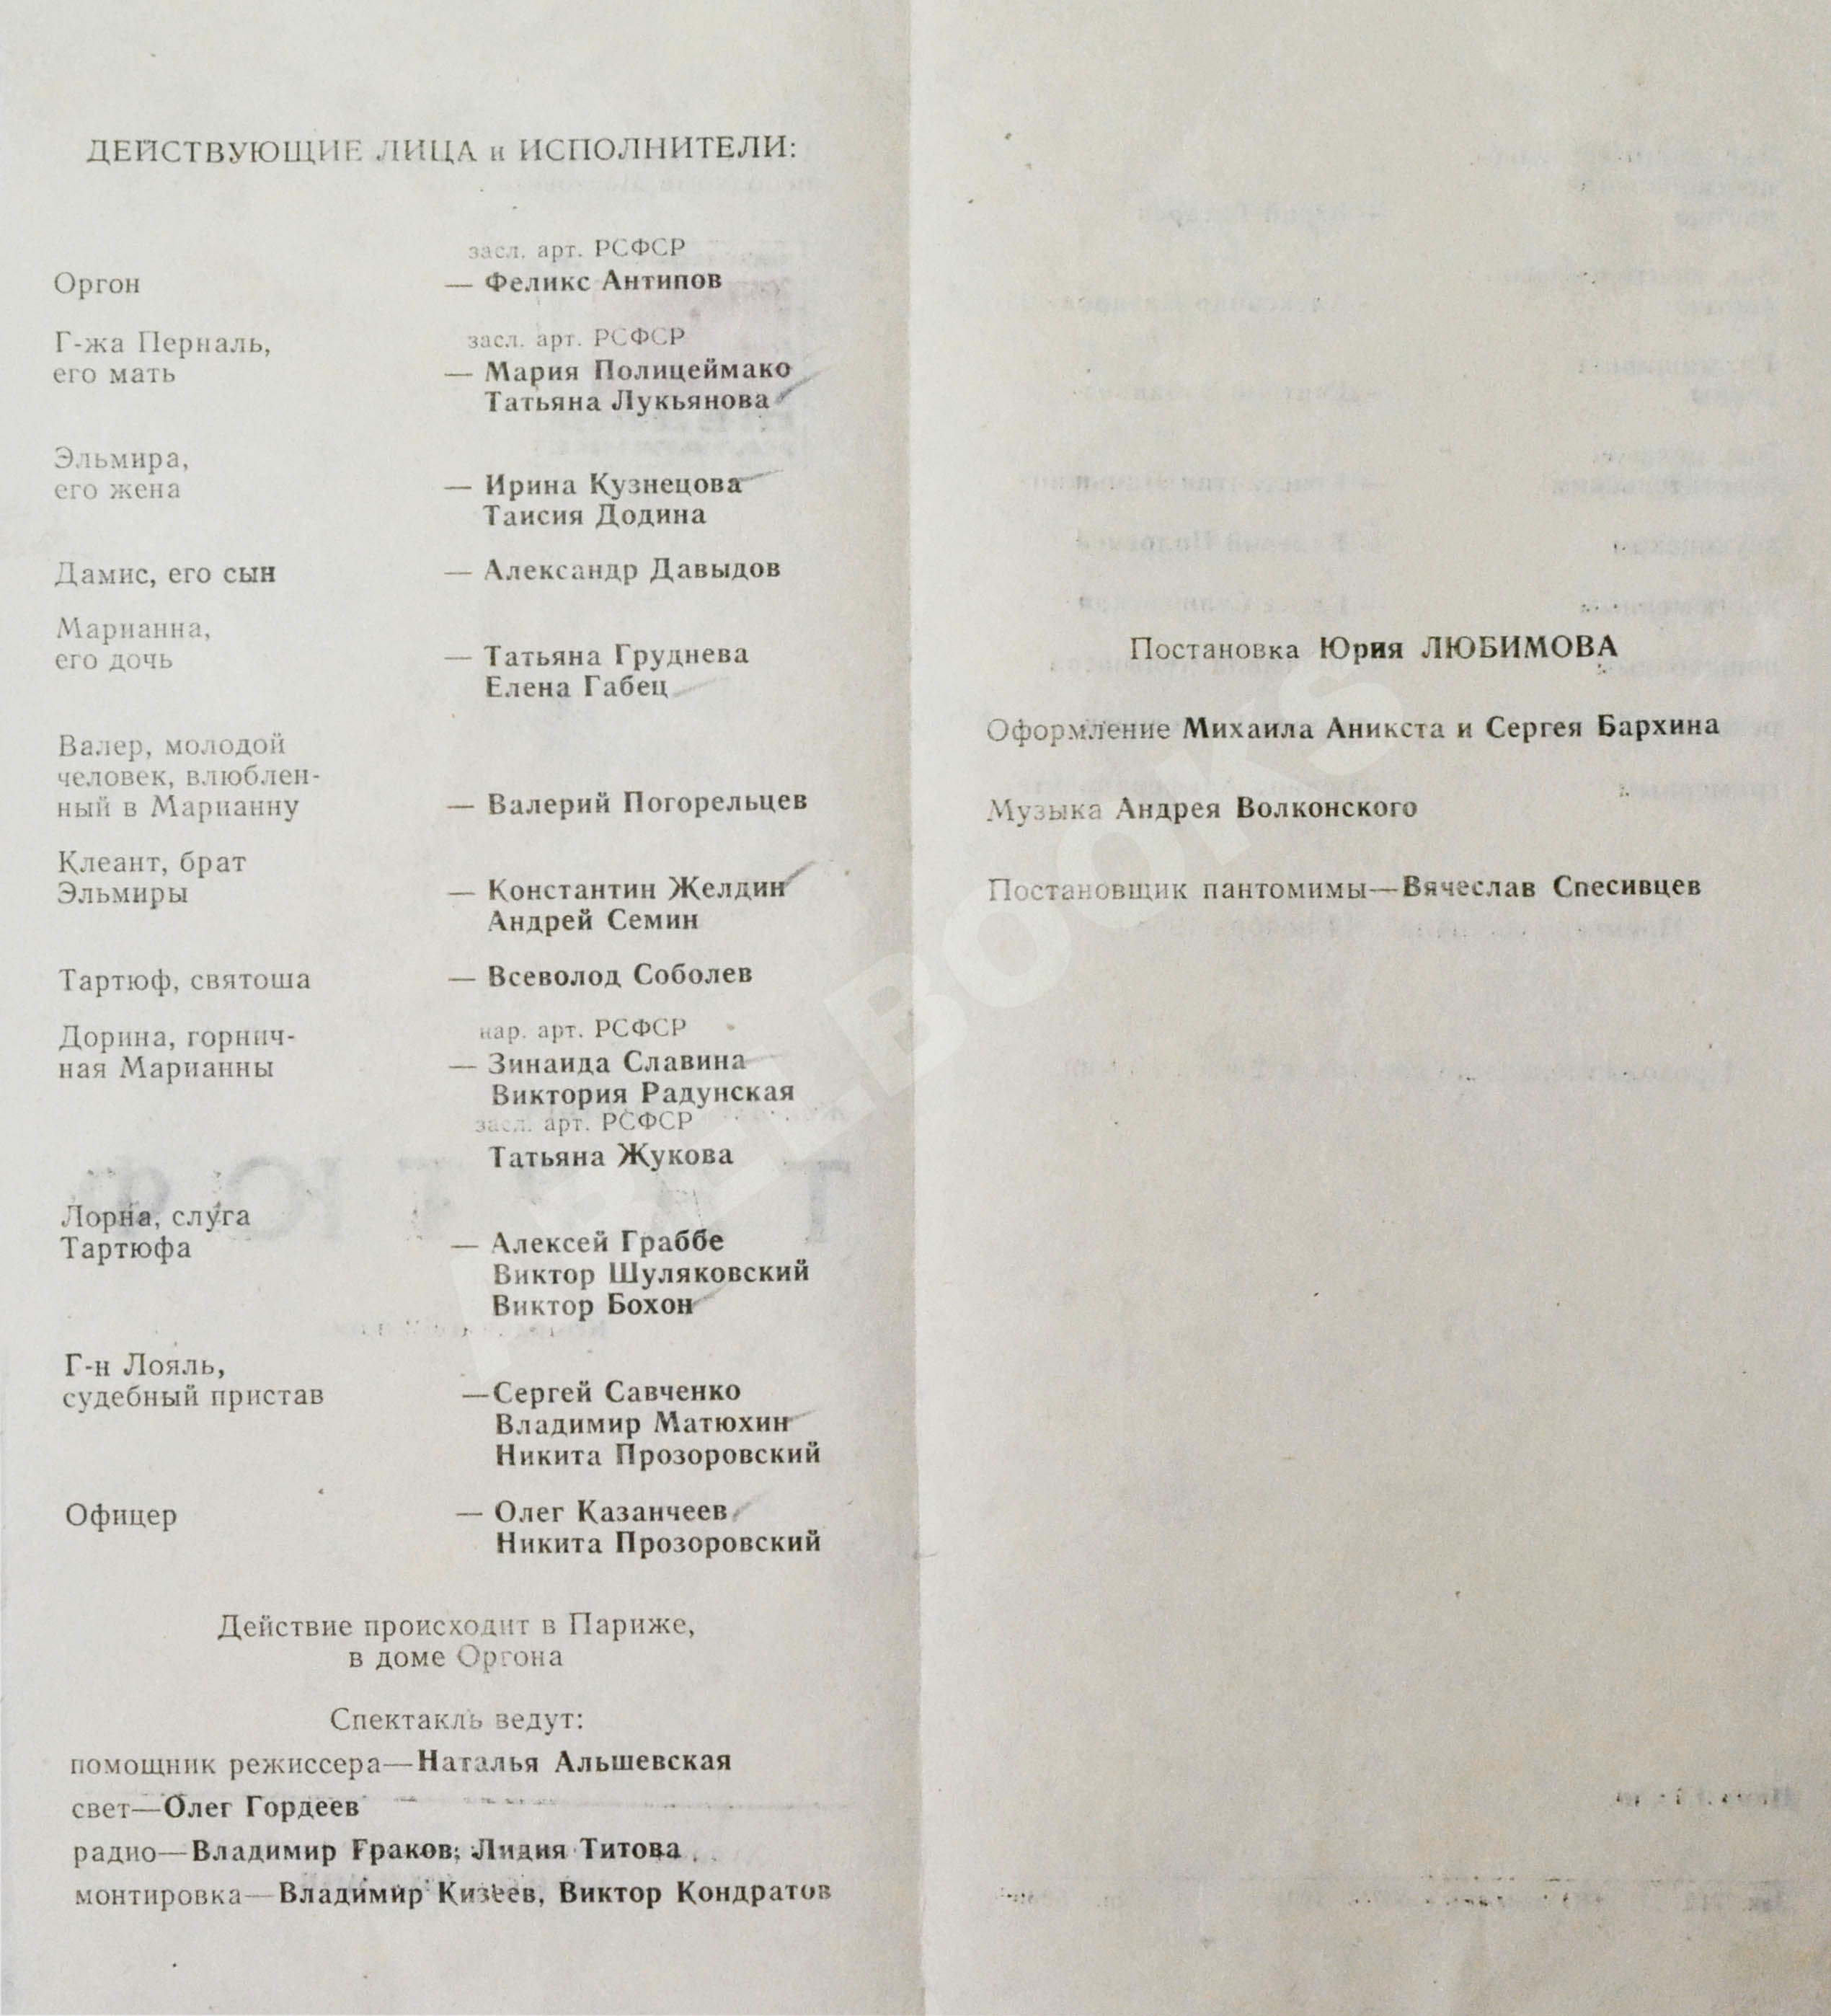 ДЕЙСТВУЮЩИЕ ЛИЦА и ИСПОЛНИТЕЛИ:
засл. арт. РСФСР
Оргон — Феликс Антипов
Г-жа Перналь, засл. арт. РСФСР
его мать — Мария Полицеймако
Татьяна Лукьянова
Эльмира,
его жена — Ирина Кузнецова
Таисия Додина
Дамис, его сын — Александр Давыдов
Марианна,
его дочь — Татьяна Груднева
Елена Габец
Валер, молодой
человек, влюблен-
ный в Марианну — Валерий Погорельцев
Клеант, брат
Эльмиры — Константин Желдин
Андрей Семин
Тартюф, святоша — Всеволод Соболев
Дорина, горнич- нар. арт. РСФСР
ная Марианны — Зинаида Славина
Виктория Радунская
засл. арт. РСФСР
Татьяна Жукова
Лорна, слуга
Тартюфа — Алексей Граббе
Виктор Шуляковский
Виктор Бохон
Г-н Лояль,
судебный пристав —Сергей Савченко
Владимир Матюхин
Никита Прозоровский
Офицер — Олег Казанчеев
Никита Прозоровский
Действие происходит в Париже,
в доме Оргона
Спектакль ведут:
помощник режиссера—Наталья Альшевская
свет—Олег Гордеев
радио—Владимир Граков, Лидия Титова
монтировка—Владимир Кизеев, Виктор Кондратов
Постановка Юрия ЛЮБИМОВА
Оформление Михаила Аникста и Сергея Бархина
Музыка Андрея Волконского
Постановщик пантомимы—Вячеслав Спесивцев
ARELBOOKS